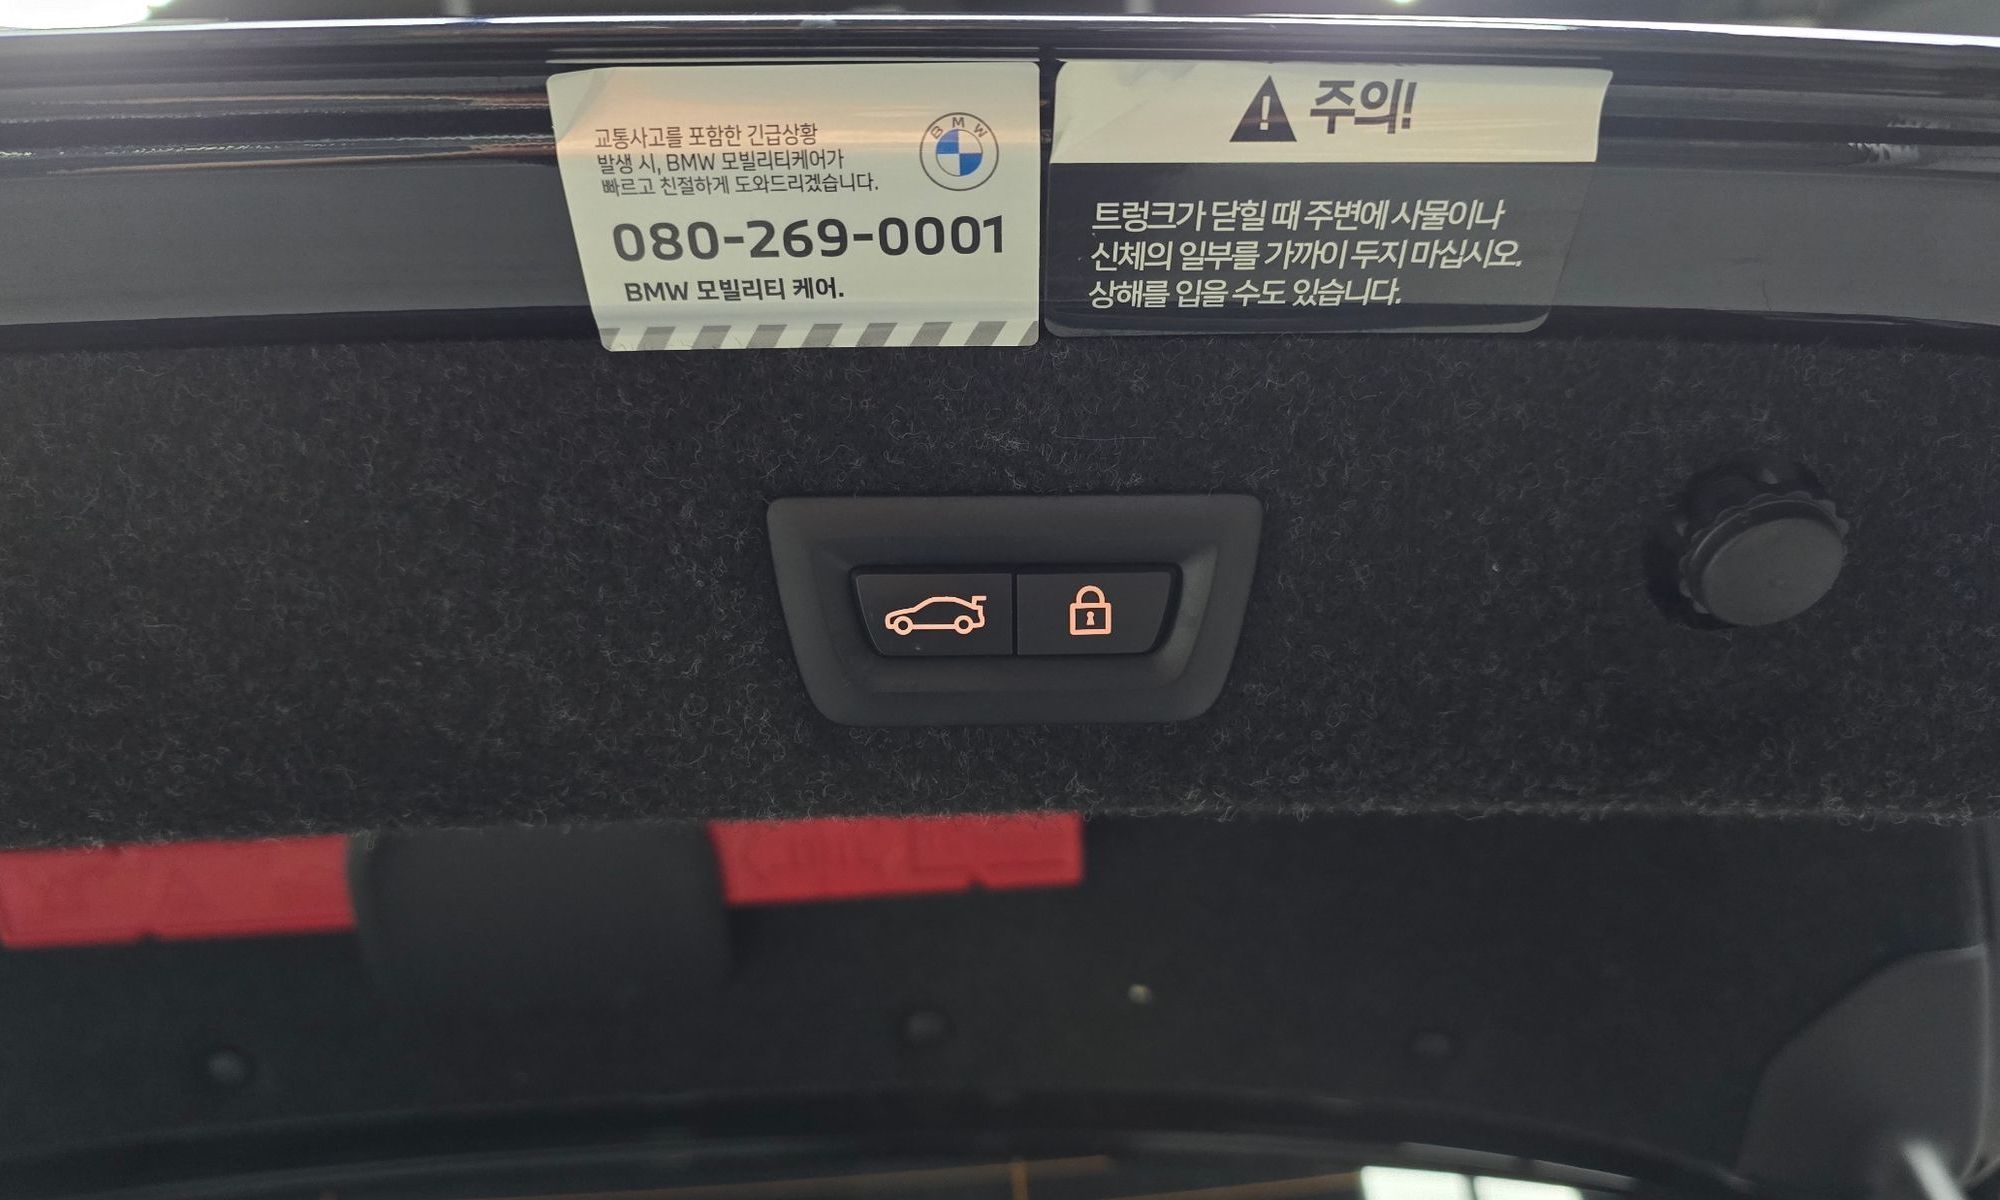 교통사고를 포함한 긴급상황
발생 시, BMW 모빌리티케어가
빠르고 친절하게 도와드리겠습니다.
080-269-0001
BMW 모빌리티 케어.
BMW
주의!
트렁크가 닫힐 때 주변에 사물이나
신체의 일부를 가까이 두지 마십시오.
상해를 입을 수도 있습니다.